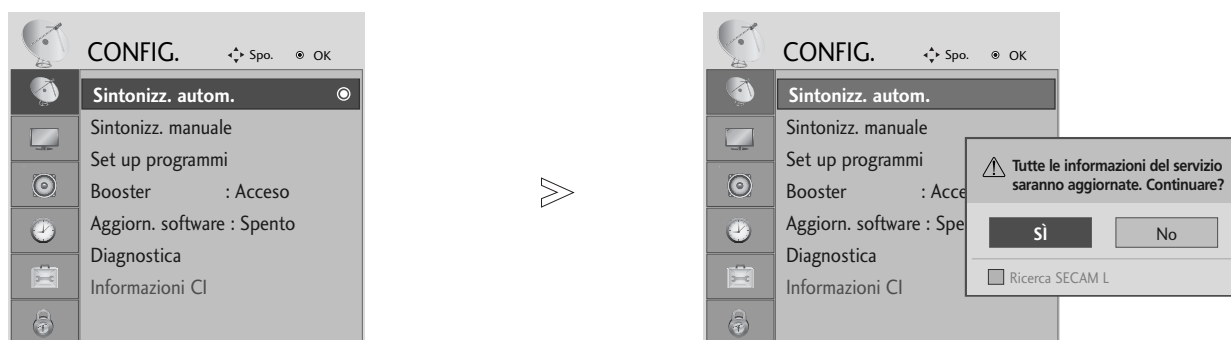 CONFIG. Spo. OK
Sintonizz. autom.
Sintonizz. manuale
Set up programmi
Booster : Acceso
Aggiorn. software : Spento
Diagnostica
Informazioni CI
CONFIG. Spo. OK
Sintonizz. autom.
Sintonizz. manuale
Set up programmi
Booster : Acce
Aggiorn. software : Spe
Diagnostica
Informazioni CI
Tutte le informazioni del servizio
saranno aggiornate. Continuare?
SÌ No
Ricerca SECAM L